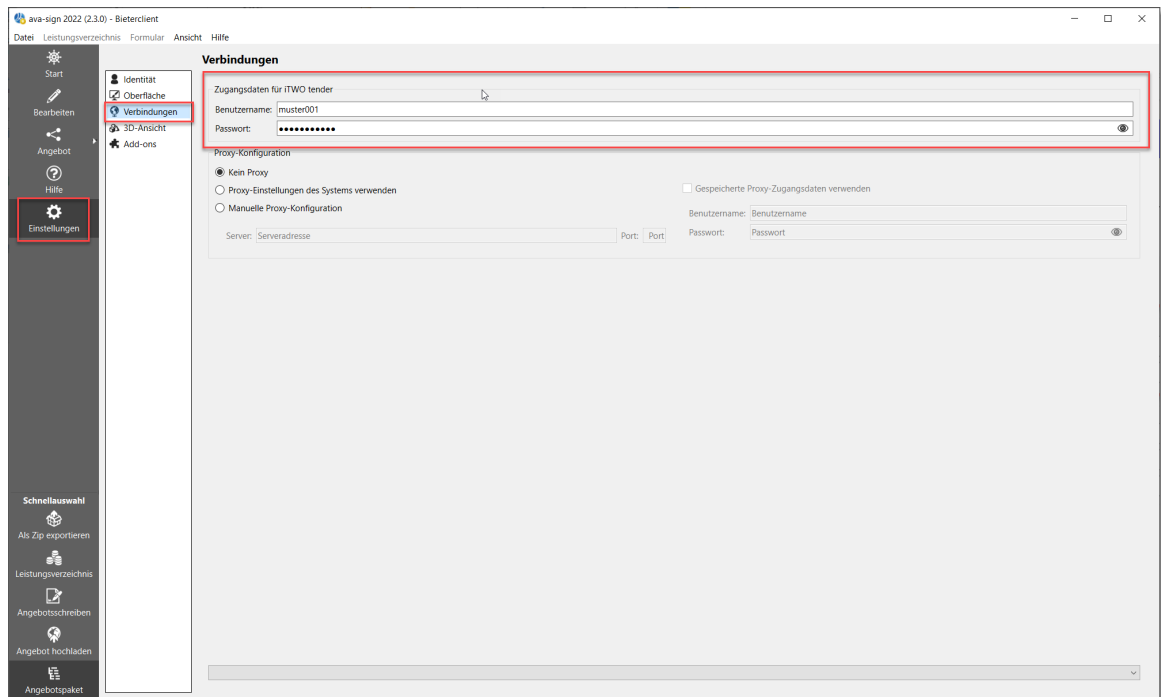 ava-sign 2022 (2.3.0) - Bieterclient
Datei Leistungsverzeichnis Formular Ansicht Hilfe
Start
Bearbeiten
Angebot
Hilfe
Einstellungen
Schnellauswahl
Als Zip exportieren
Leistungsverzeichnis
Angebotsschreiben
Angebot hochladen
Angebotspaket
Identität
Oberfläche
Verbindungen
3D-Ansicht
Add-ons
Verbindungen
Zugangsdaten für iTWO tender
Benutzername: muster001
Passwort: •••••••••••
Proxy-Konfiguration
Kein Proxy
Proxy-Einstellungen des Systems verwenden
Manuelle Proxy-Konfiguration
Server: Serveradresse Port: Port
Gespeicherte Proxy-Zugangsdaten verwenden
Benutzername: Benutzername
Passwort: Passwort